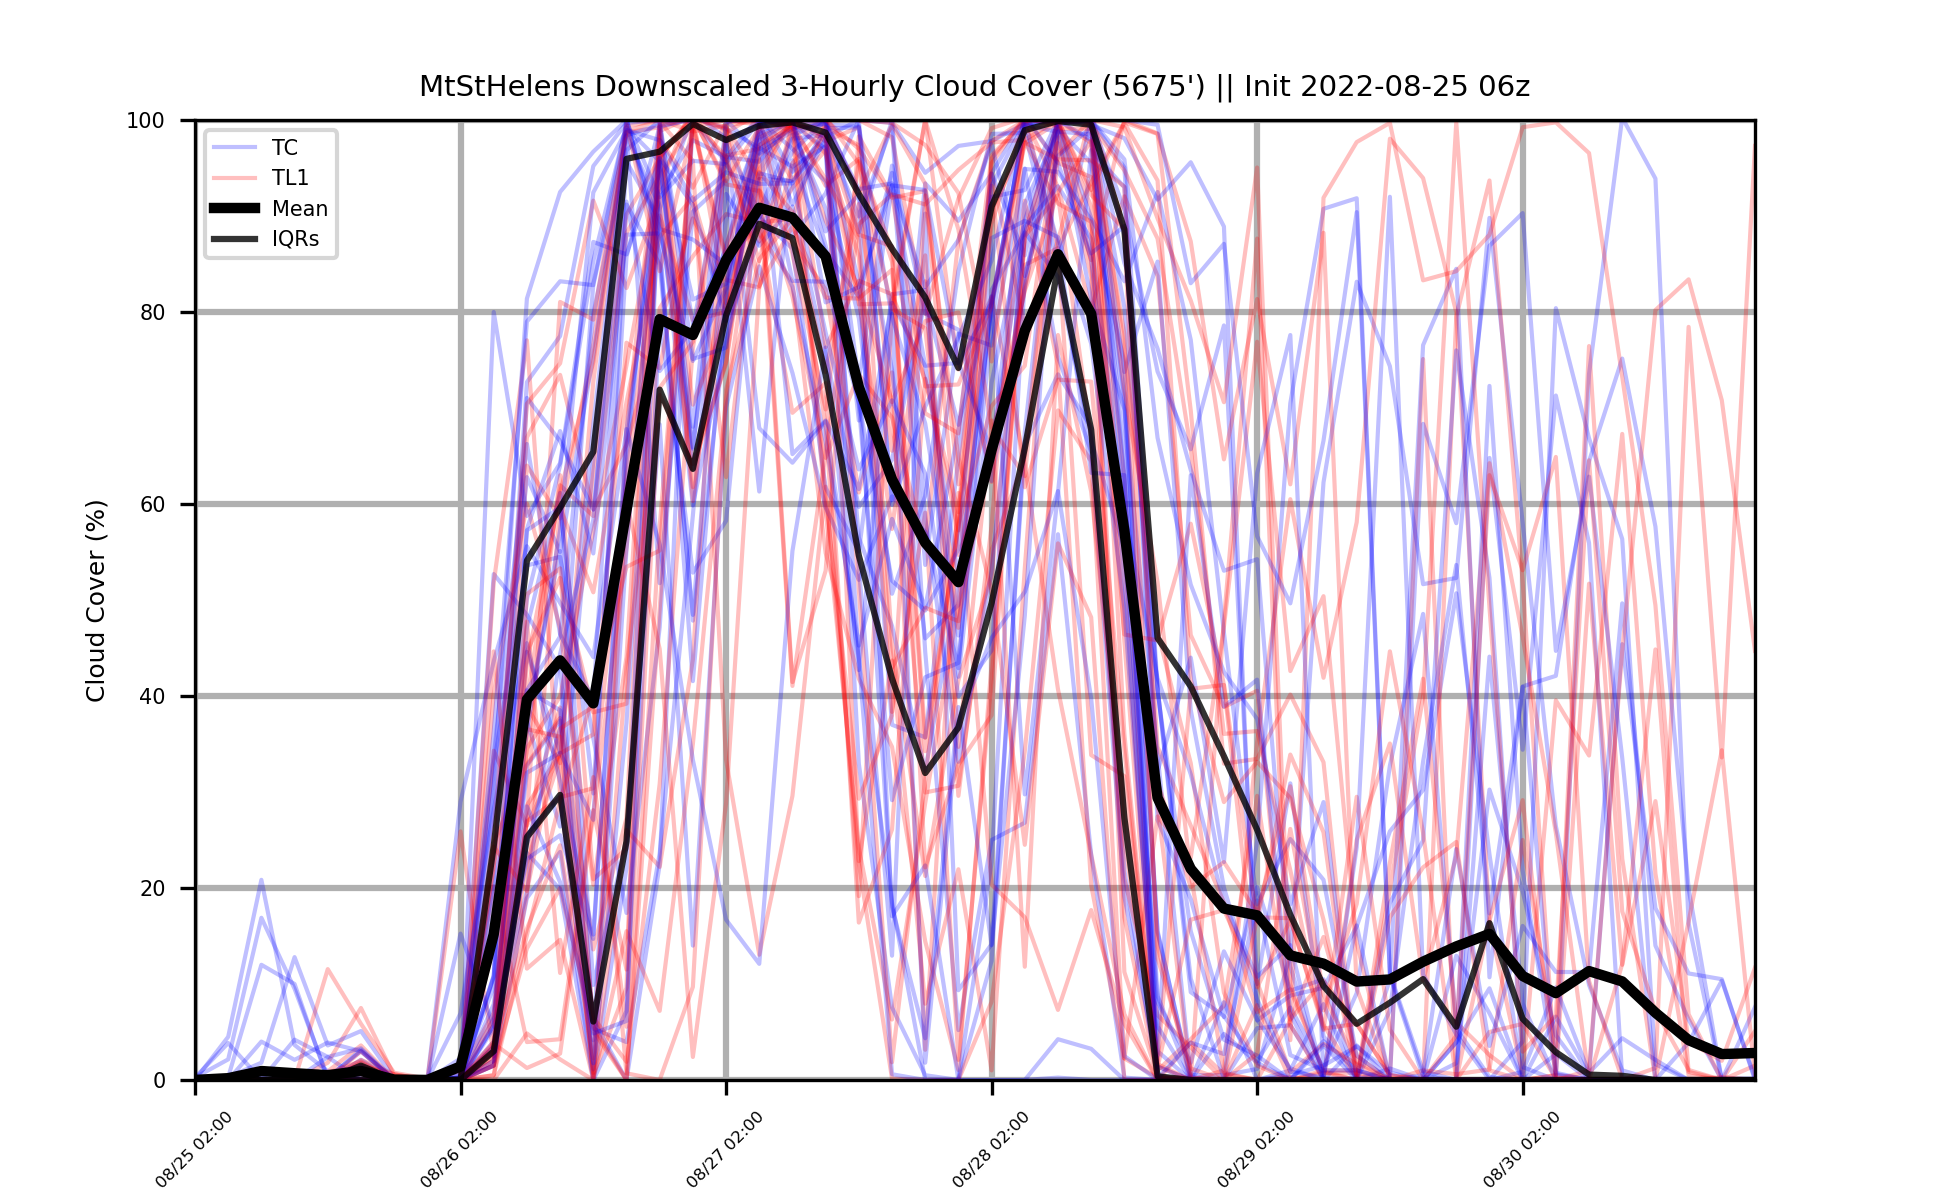 MtStHelens Downscaled 3-Hourly Cloud Cover (5675') || Init 2022-08-25 06z
TC
TL1
Mean
IQRs
Cloud Cover (%)
100
80
60
40
20
0
08/25 02:00
08/26 02:00
08/27 02:00
08/28 02:00
08/29 02:00
08/30 02:00